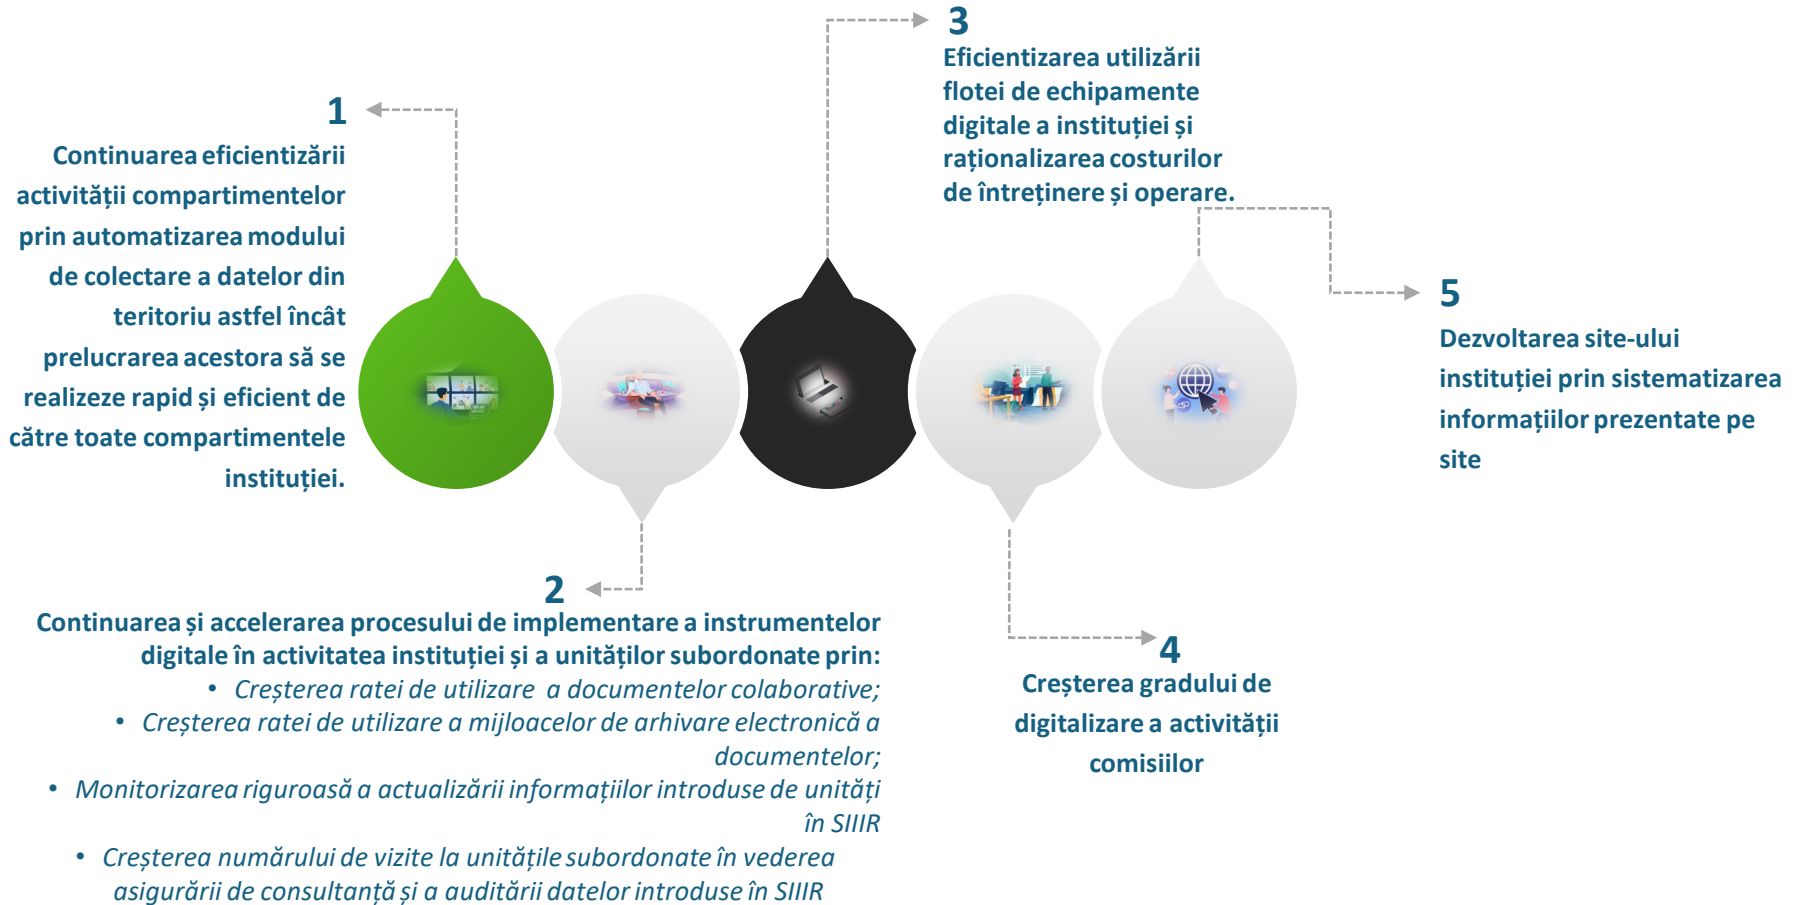 1
Continuarea eficientizării
activității compartimentelor
prin automatizarea modului
de colectare a datelor din
teritoriu astfel încât
prelucrarea acestora să se
realizeze rapid și eficient de
către toate compartimentele
instituției.
2
Continuarea și accelerarea procesului de implementare a instrumentelor
digitale în activitatea instituției și a unităților subordonate prin:
• Creșterea ratei de utilizare a documentelor colaborative;
• Creșterea ratei de utilizare a mijloacelor de arhivare electronică a
documentelor;
• Monitorizarea riguroasă a actualizării informațiilor introduse de unități
în SIIIR
• Creșterea numărului de vizite la unitățile subordonate în vederea
asigurării de consultanță și a auditării datelor introduse în SIIIR
3
Eficientizarea utilizării
flotei de echipamente
digitale a instituției și
raționalizarea costurilor
de întreținere și operare.
4
Creșterea gradului de
digitalizare a activității
comisiilor
5
Dezvoltarea site-ului
instituției prin sistematizarea
informațiilor prezentate pe
site